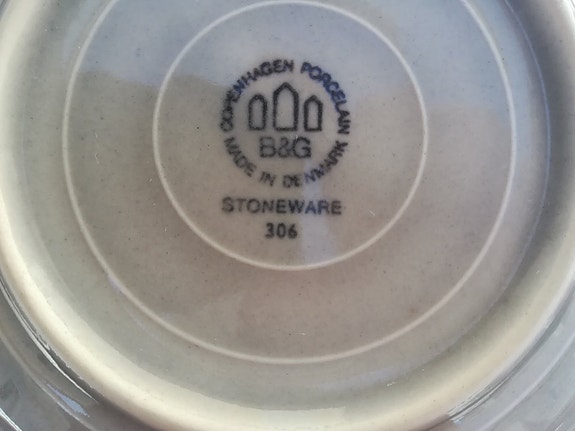 COPENHAGEN PORCELAIN
B&G
MADE IN DENMARK
STONEWARE
306